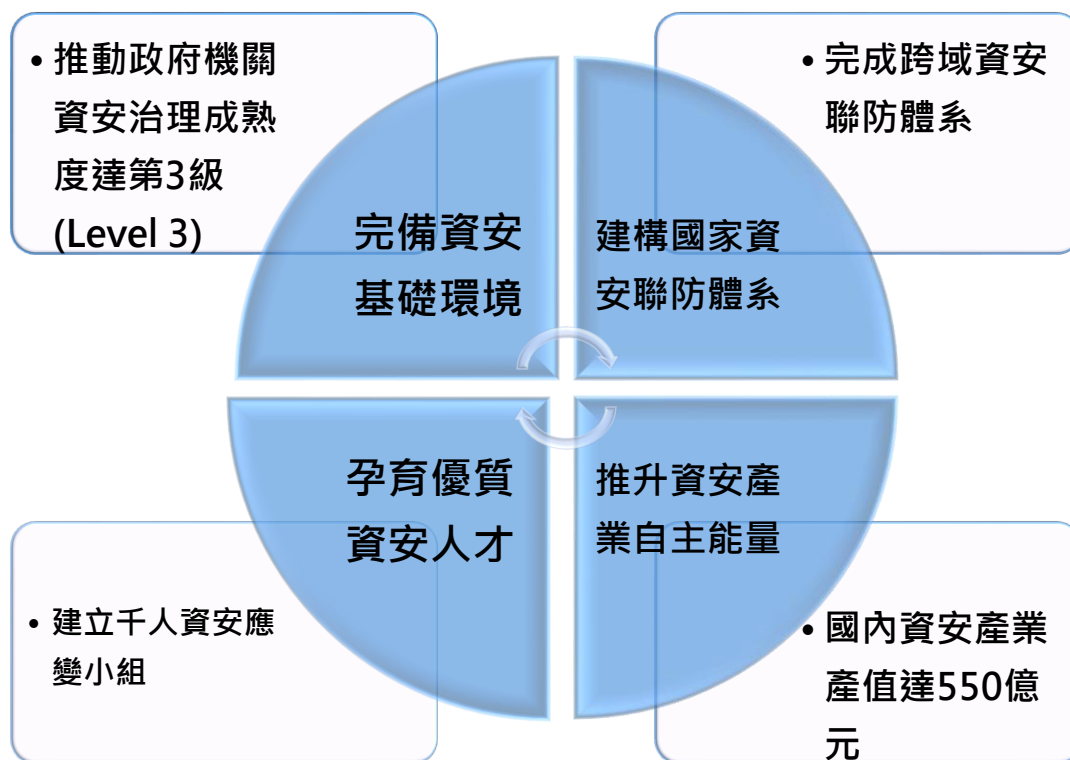 • 推動政府機關
資安治理成熟
度達第3級
(Level 3)
• 完成跨域資安
聯防體系
完備資安
基礎環境
建構國家資
安聯防體系
孕育優質
資安人才
推升資安產
業自主能量
• 建立千人資安應
變小組
• 國內資安產業
產值達550億
元